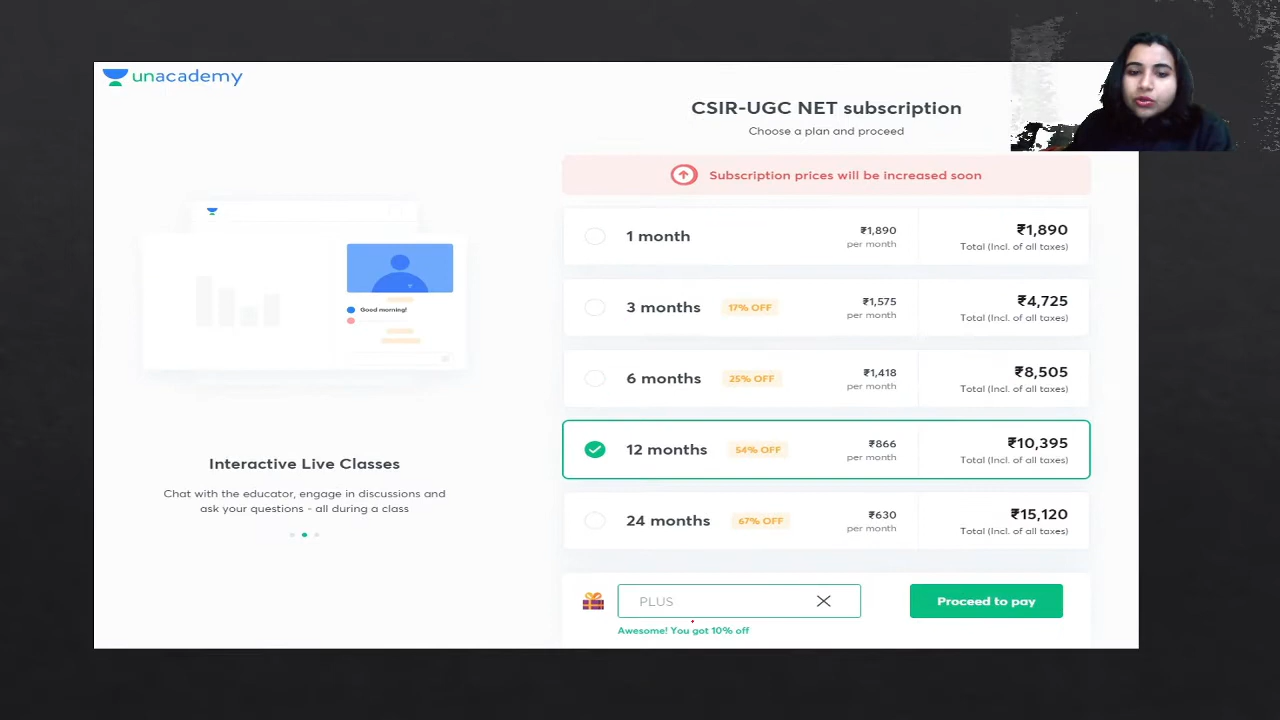 unacademy
CSIR-UGC NET subscription
Choose a plan and proceed
Subscription prices will be increased soon
1 month ₹1,890 per month ₹1,890 Total (Incl. of all taxes)
3 months 17% OFF ₹1,575 per month ₹4,725 Total (Incl. of all taxes)
6 months 25% OFF ₹1,418 per month ₹8,505 Total (Incl. of all taxes)
12 months 54% OFF ₹866 per month ₹10,395 Total (Incl. of all taxes)
24 months 67% OFF ₹630 per month ₹15,120 Total (Incl. of all taxes)
PLUS
Proceed to pay
Awesome! You got 10% off
Good morning!
Interactive Live Classes
Chat with the educator, engage in discussions and
ask your questions - all during a class